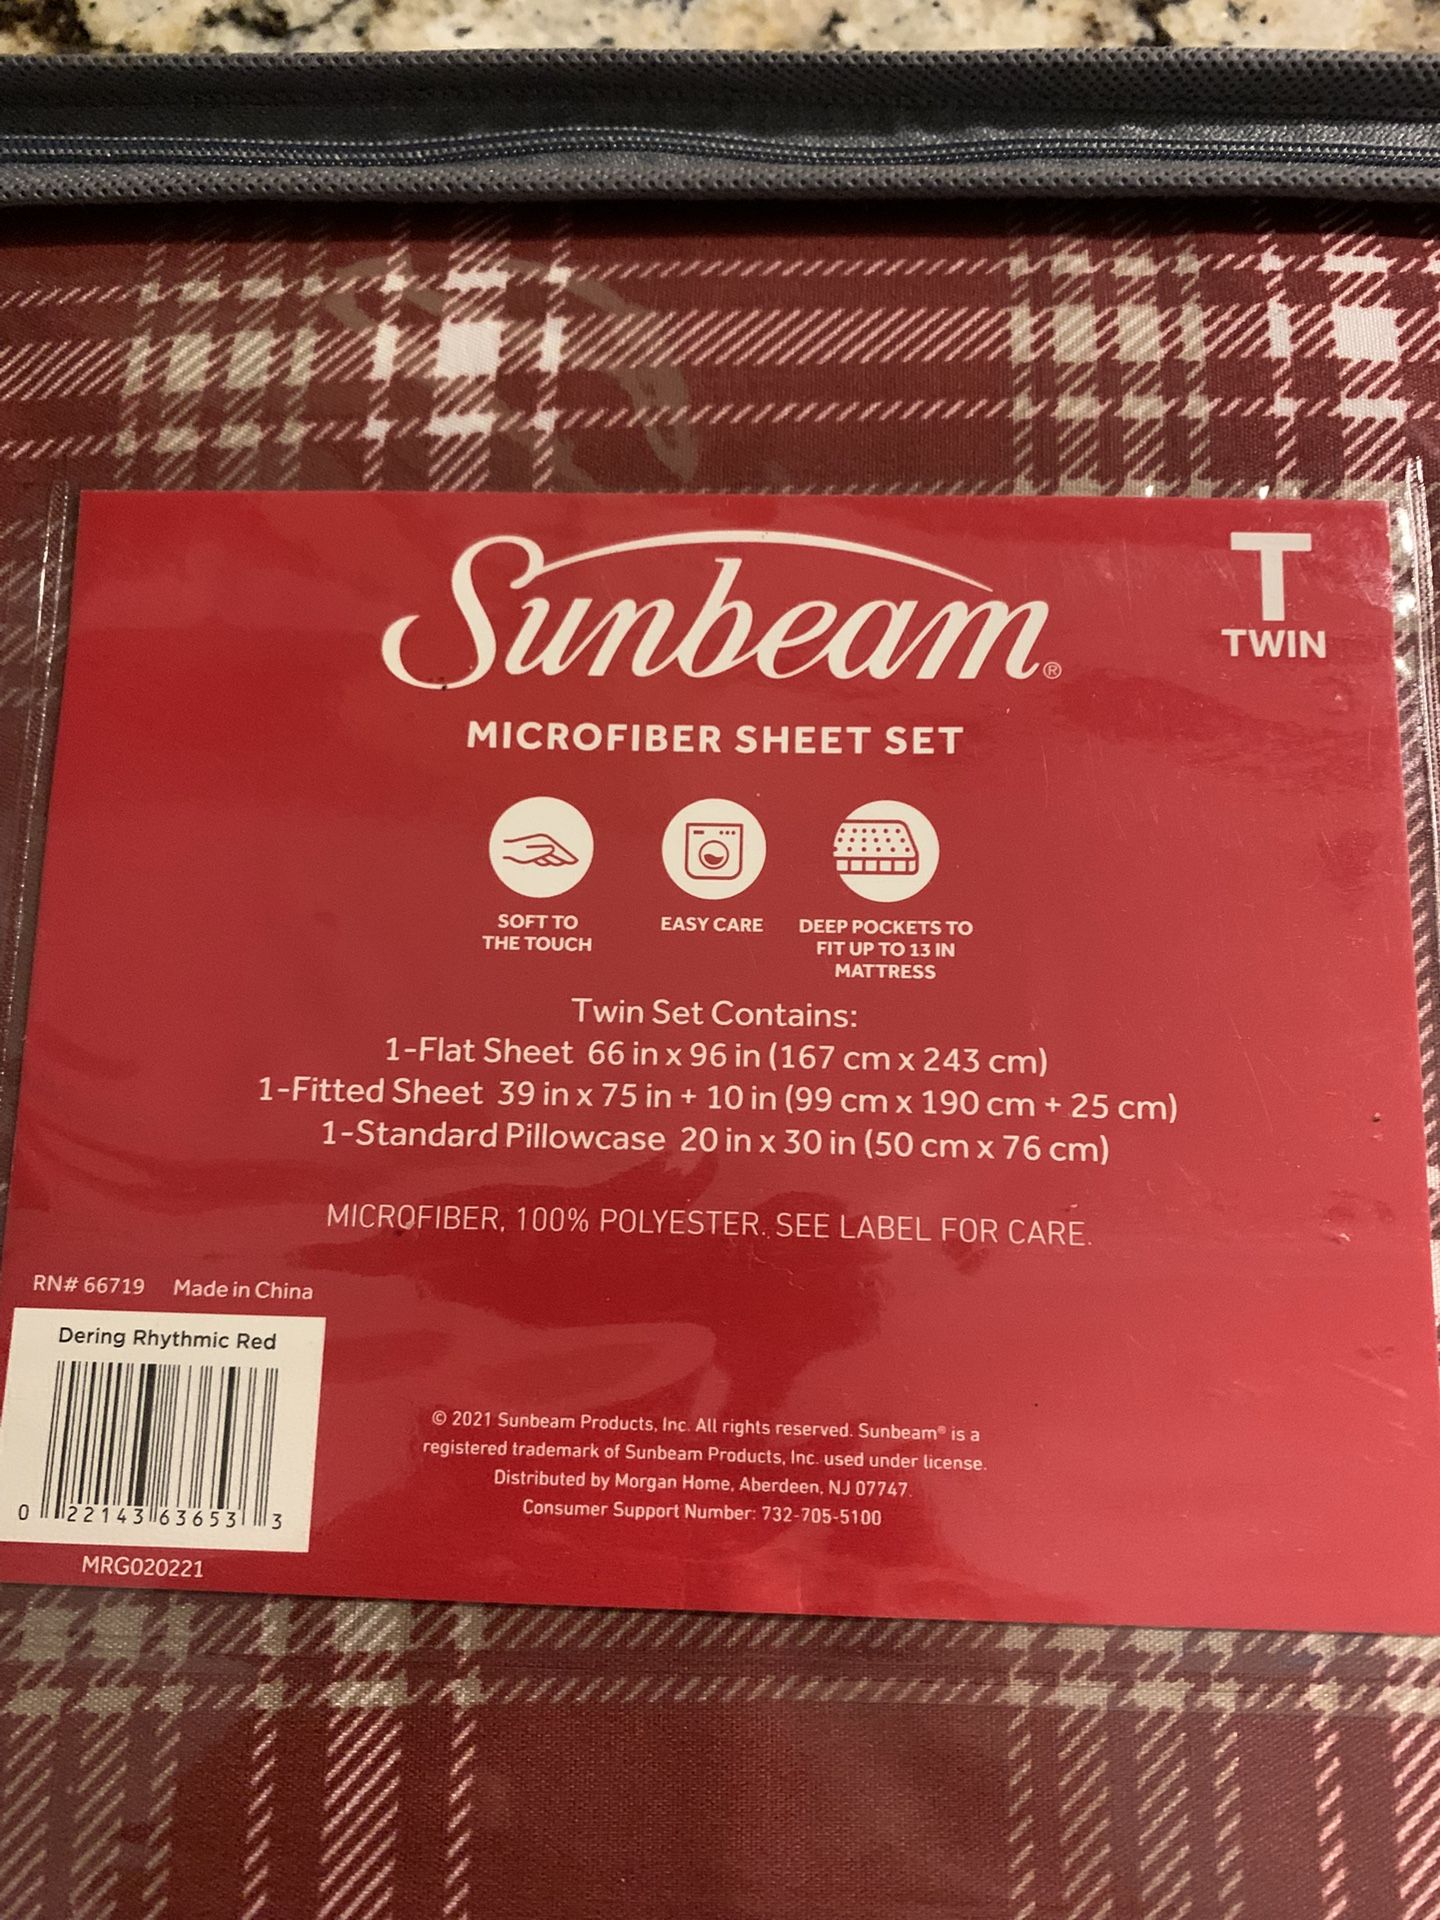 Sunbeam®
T
TWIN
MICROFIBER SHEET SET
SOFT TO
THE TOUCH
EASY CARE
DEEP POCKETS TO
FIT UP TO 13 IN
MATTRESS
Twin Set Contains:
1-Flat Sheet 66 in x 96 in (167 cm x 243 cm)
1-Fitted Sheet 39 in x 75 in + 10 in (99 cm x 190 cm + 25 cm)
1-Standard Pillowcase 20 in x 30 in (50 cm x 76 cm)
MICROFIBER, 100% POLYESTER. SEE LABEL FOR CARE.
RN# 66719 Made in China
Dering Rhythmic Red
0 22143 63653 3
MRG020221
© 2021 Sunbeam Products, Inc. All rights reserved. Sunbeam® is a
registered trademark of Sunbeam Products, Inc. used under license.
Distributed by Morgan Home, Aberdeen, NJ 07747.
Consumer Support Number: 732-705-5100